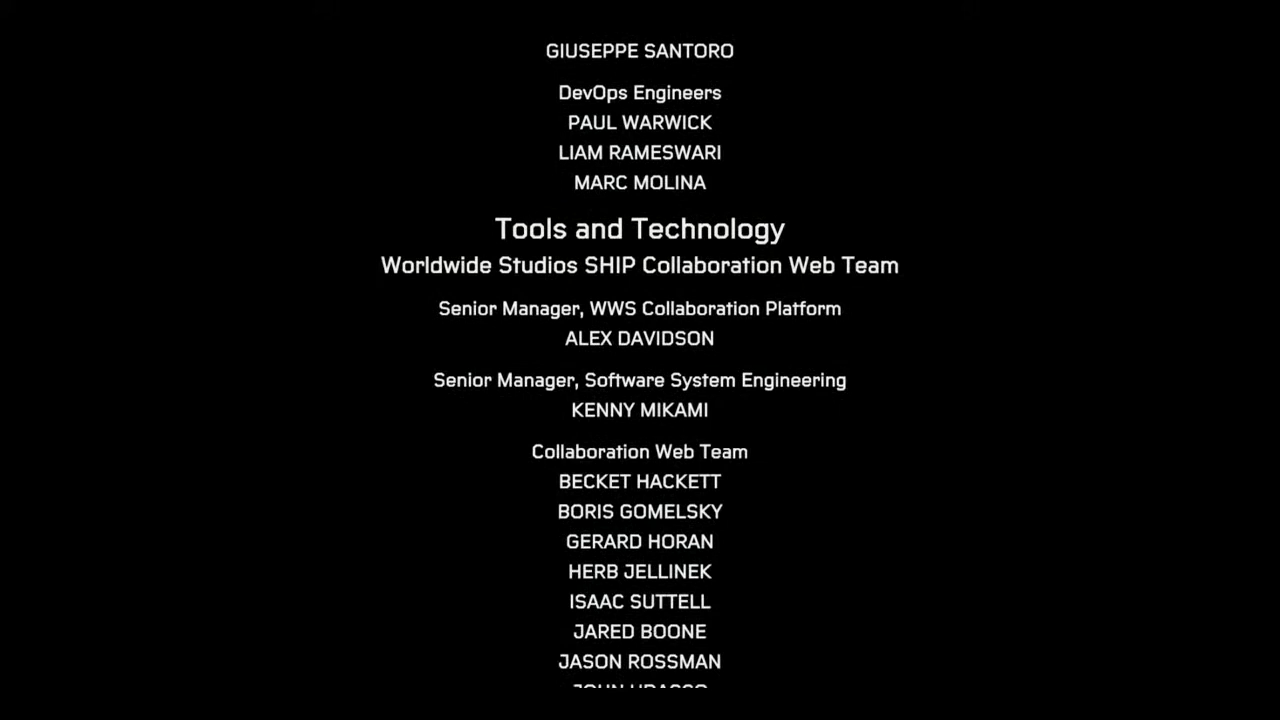 GIUSEPPE SANTORO
DevOps Engineers
PAUL WARWICK
LIAM RAMESWARI
MARC MOLINA
Tools and Technology
Worldwide Studios SHIP Collaboration Web Team
Senior Manager, WWS Collaboration Platform
ALEX DAVIDSON
Senior Manager, Software System Engineering
KENNY MIKAMI
Collaboration Web Team
BECKET HACKETT
BORIS GOMELSKY
GERARD HORAN
HERB JELLINEK
ISAAC SUTTELL
JARED BOONE
JASON ROSSMAN
JOHN